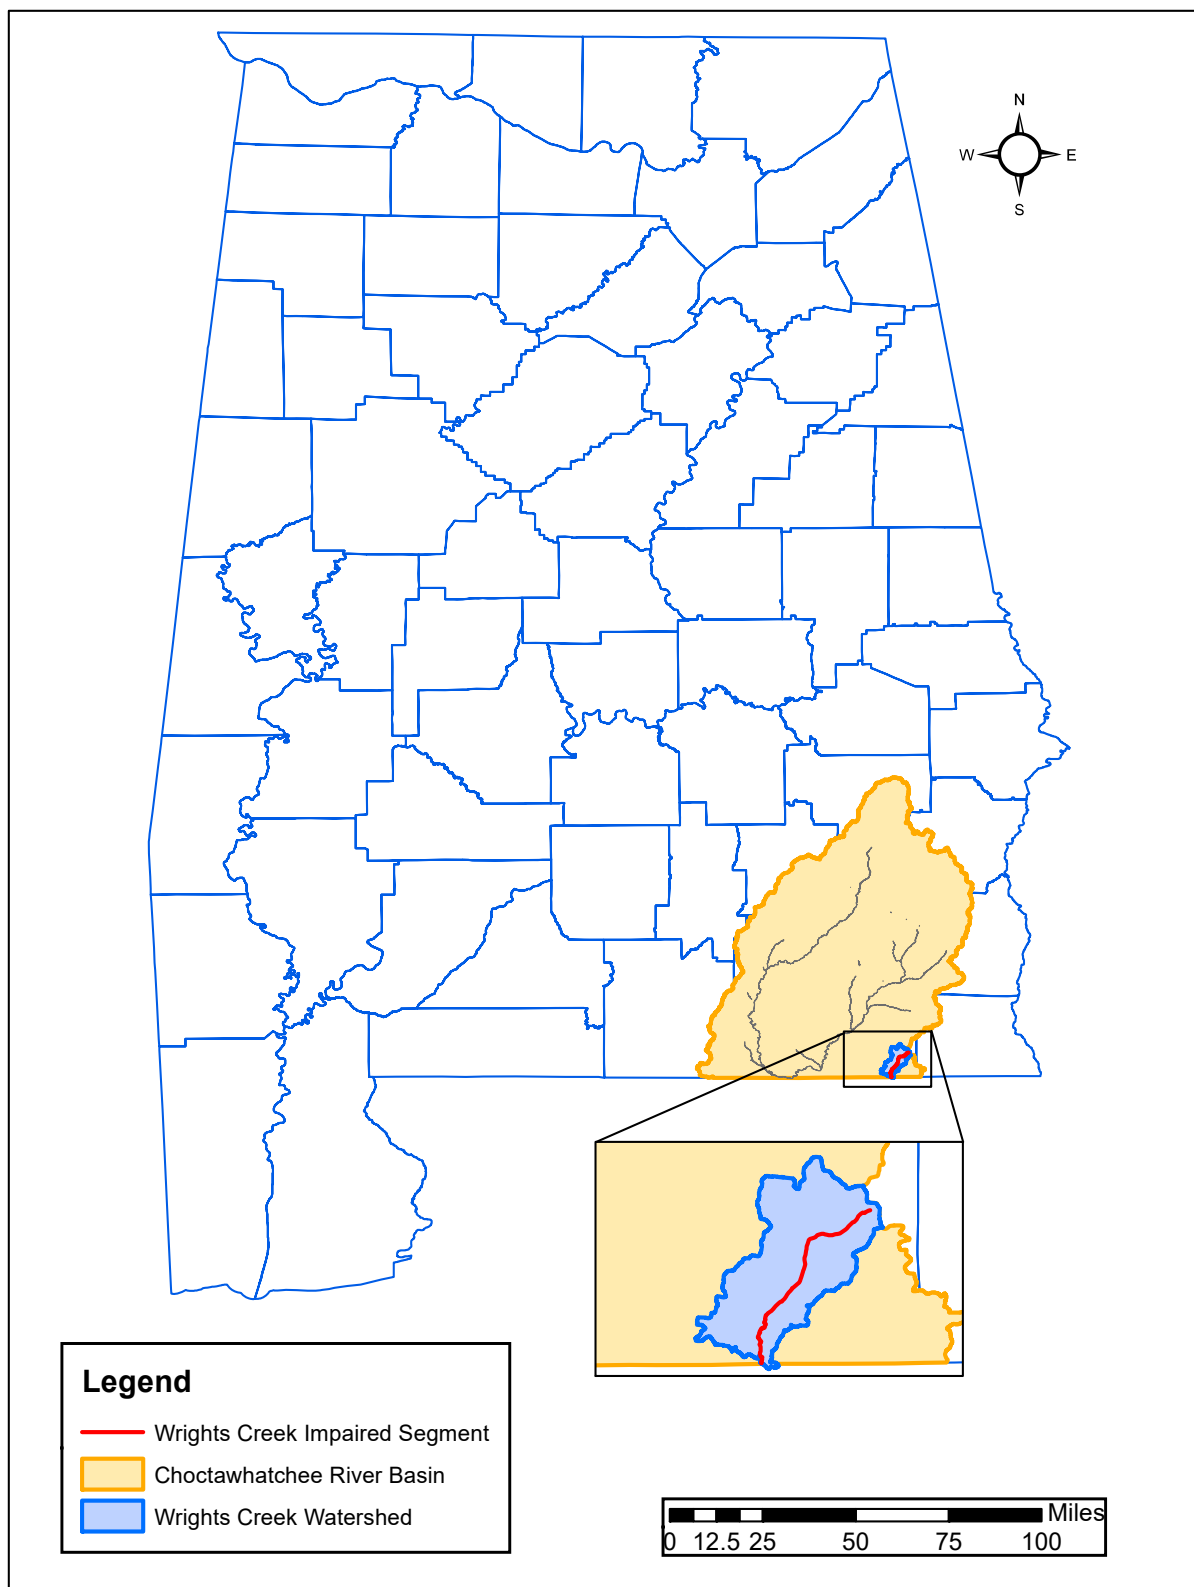 N
W E
S
Legend
Wrights Creek Impaired Segment
Choctawhatchee River Basin
Wrights Creek Watershed
Miles
0 12.5 25 50 75 100